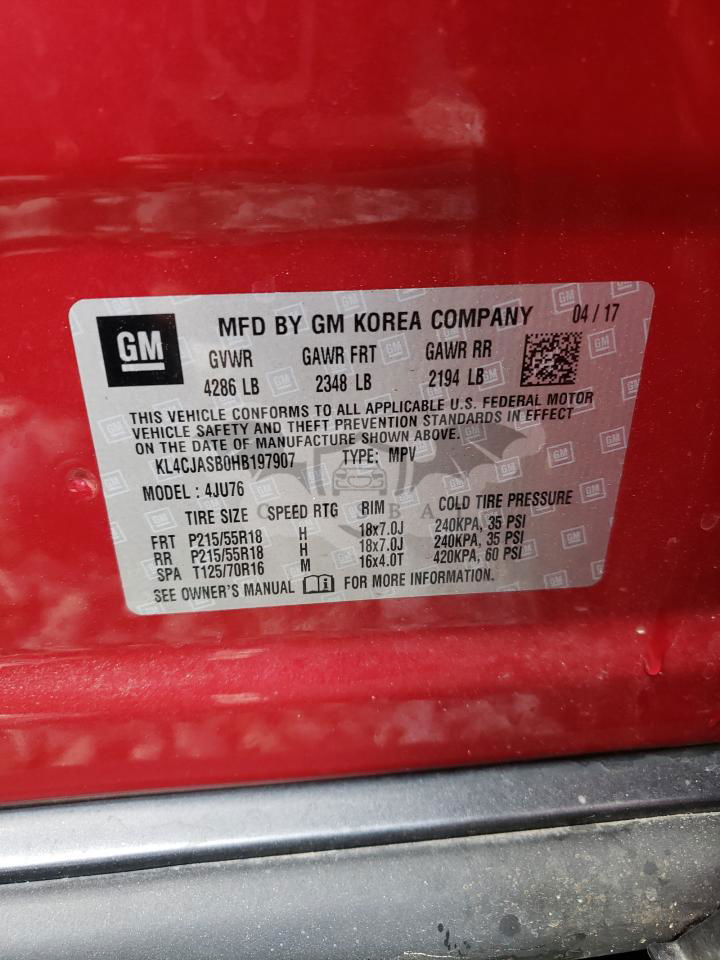 GM
MFD BY GM KOREA COMPANY 04 / 17
GVWR GAWR FRT GAWR RR
4286 LB 2348 LB 2194 LB
THIS VEHICLE CONFORMS TO ALL APPLICABLE U.S. FEDERAL MOTOR
VEHICLE SAFETY AND THEFT PREVENTION STANDARDS IN EFFECT
ON THE DATE OF MANUFACTURE SHOWN ABOVE.
KL4CJASB0HB197907 TYPE: MPV
MODEL : 4JU76
TIRE SIZE SPEED RTG RIM COLD TIRE PRESSURE
FRT P215/55R18 H 18x7.0J 240KPA, 35 PSI
RR P215/55R18 H 18x7.0J 240KPA, 35 PSI
SPA T125/70R16 M 16x4.0T 420KPA, 60 PSI
SEE OWNER'S MANUAL FOR MORE INFORMATION.